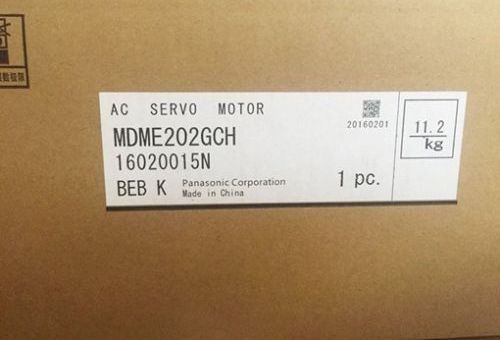 AC SERVO MOTOR
20160201
11.2
kg
MDME202GCH
16020015N
BEB K Panasonic Corporation
Made in China
1 pc.